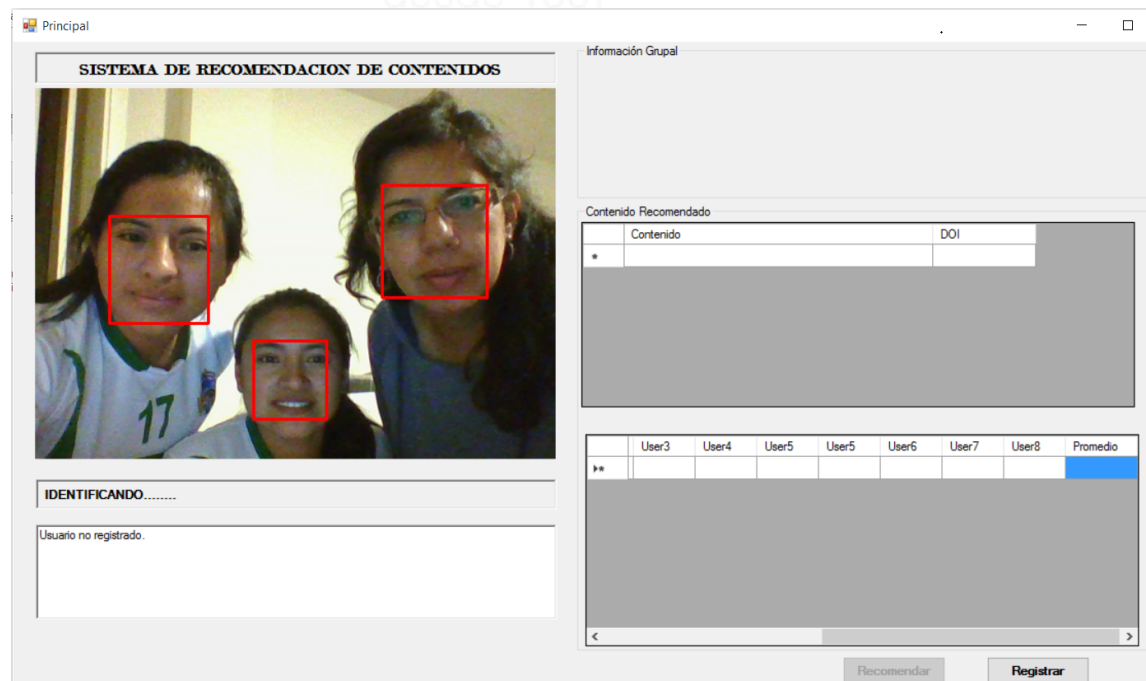 Principal
SISTEMA DE RECOMENDACION DE CONTENIDOS
17
IDENTIFICANDO........
Usuario no registrado.
Información Grupal
Contenido Recomendado
Contenido DOI
*
User3 User4 User5 User5 User6 User7 User8 Promedio
Recomendar Registrar